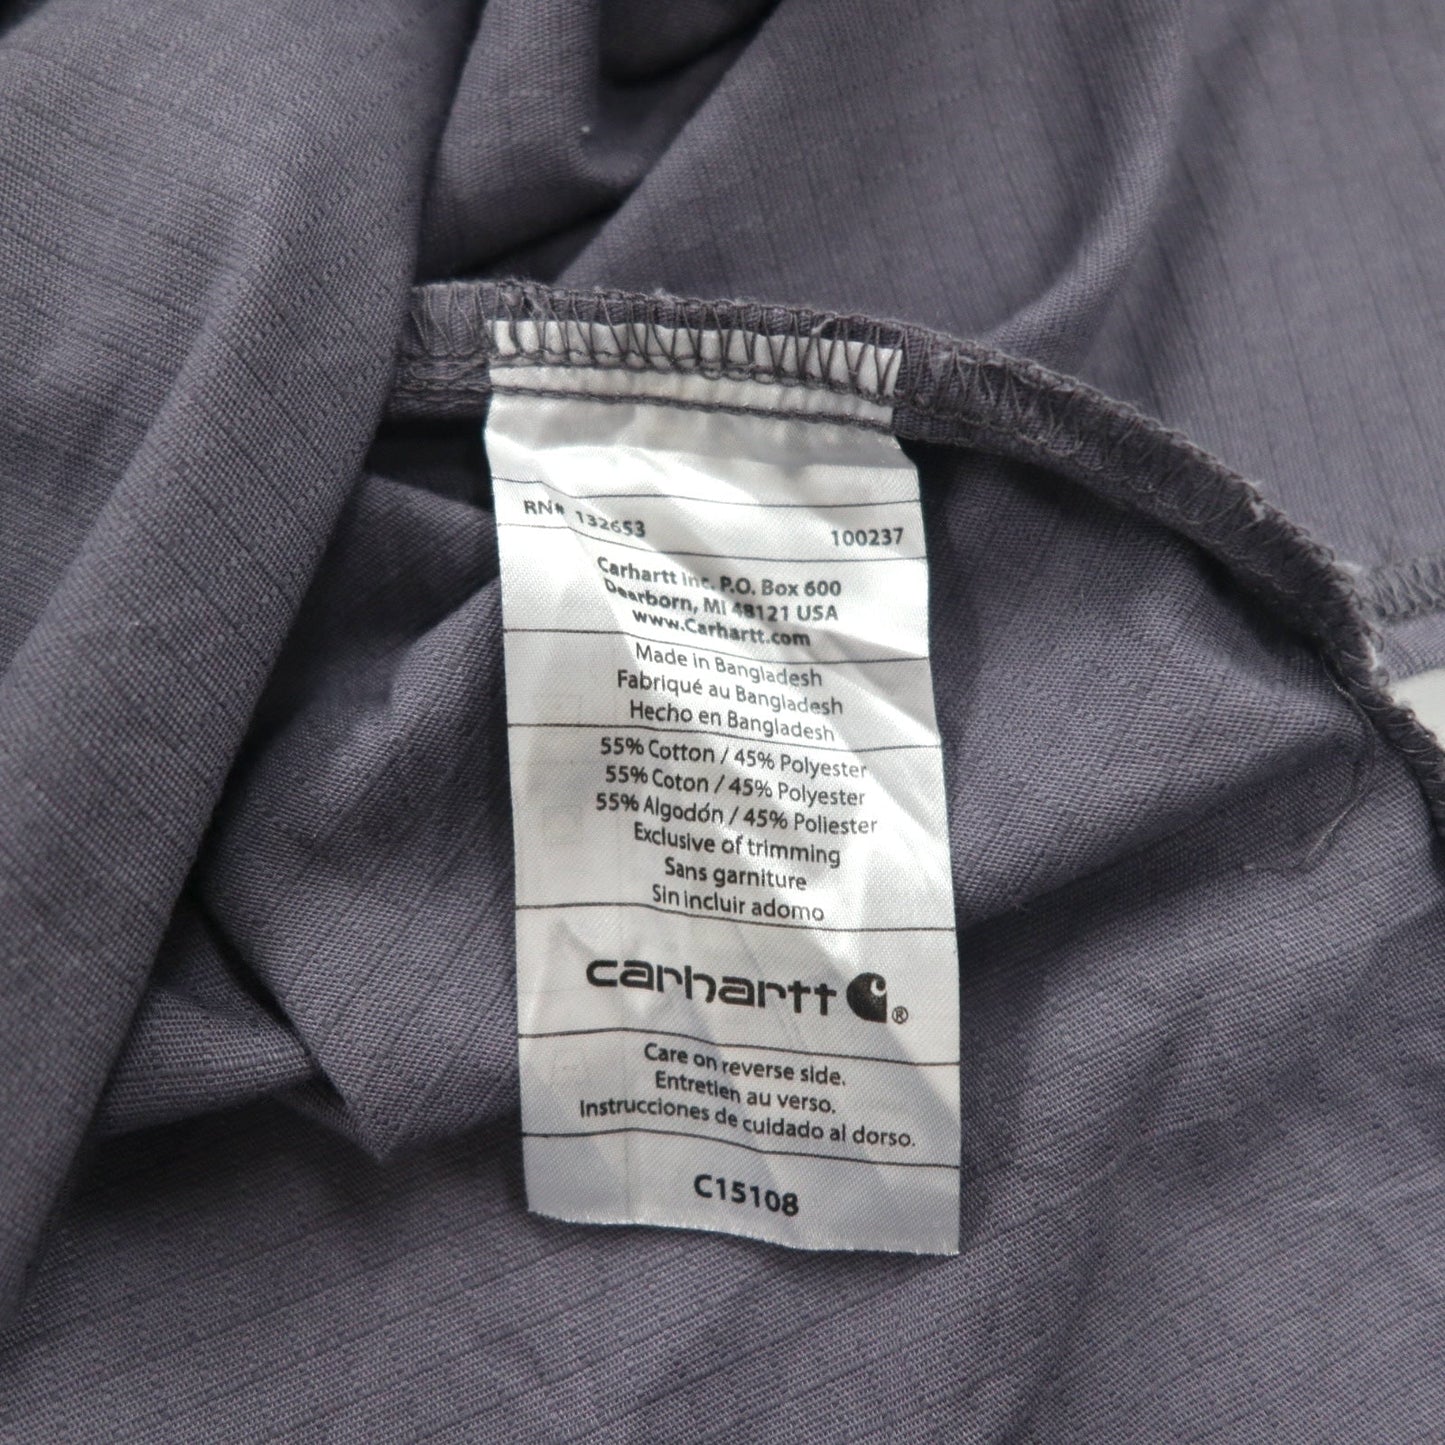 RN# 132653 100237
Carhartt Inc. P.O. Box 600
Dearborn, MI 48121 USA
www.Carhartt.com
Made in Bangladesh
Fabriqué au Bangladesh
Hecho en Bangladesh
55% Cotton / 45% Polyester
55% Coton / 45% Polyester
55% Algodón / 45% Poliester
Exclusive of trimming
Sans garniture
Sin incluir adorno
carhartt ®
Care on reverse side.
Entretien au verso.
Instrucciones de cuidado al dorso.
C15108